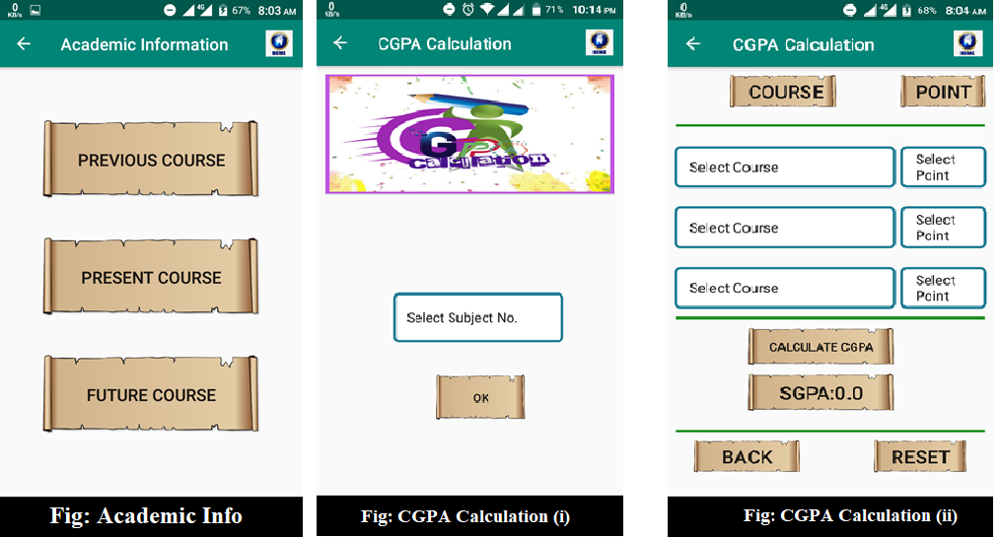 0
KB/s
4G
67%
8:03 AM
Academic Information
HOME
PREVIOUS COURSE
PRESENT COURSE
FUTURE COURSE
Fig: Academic Info
0
KB/s
71%
10:14 PM
CGPA Calculation
HOME
CGPA
Calculation
Select Subject No.
OK
Fig: CGPA Calculation (i)
0
KB/s
4G
68%
8:04 AM
CGPA Calculation
HOME
COURSE
POINT
Select Course
Select
Point
Select Course
Select
Point
Select Course
Select
Point
CALCULATE CGPA
SGPA:0.0
BACK
RESET
Fig: CGPA Calculation (ii)